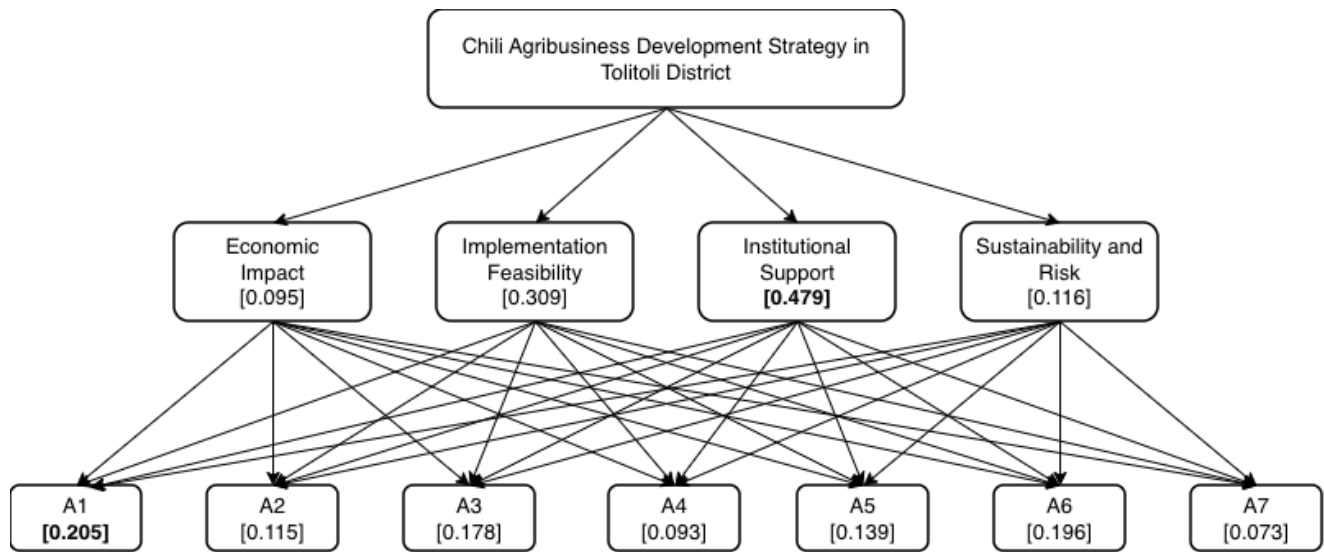 Chili Agribusiness Development Strategy in
Tolitoli District
Economic
Impact
[0.095]
Implementation
Feasibility
[0.309]
Institutional
Support
[0.479]
Sustainability and
Risk
[0.116]
A1
[0.205]
A2
[0.115]
A3
[0.178]
A4
[0.093]
A5
[0.139]
A6
[0.196]
A7
[0.073]